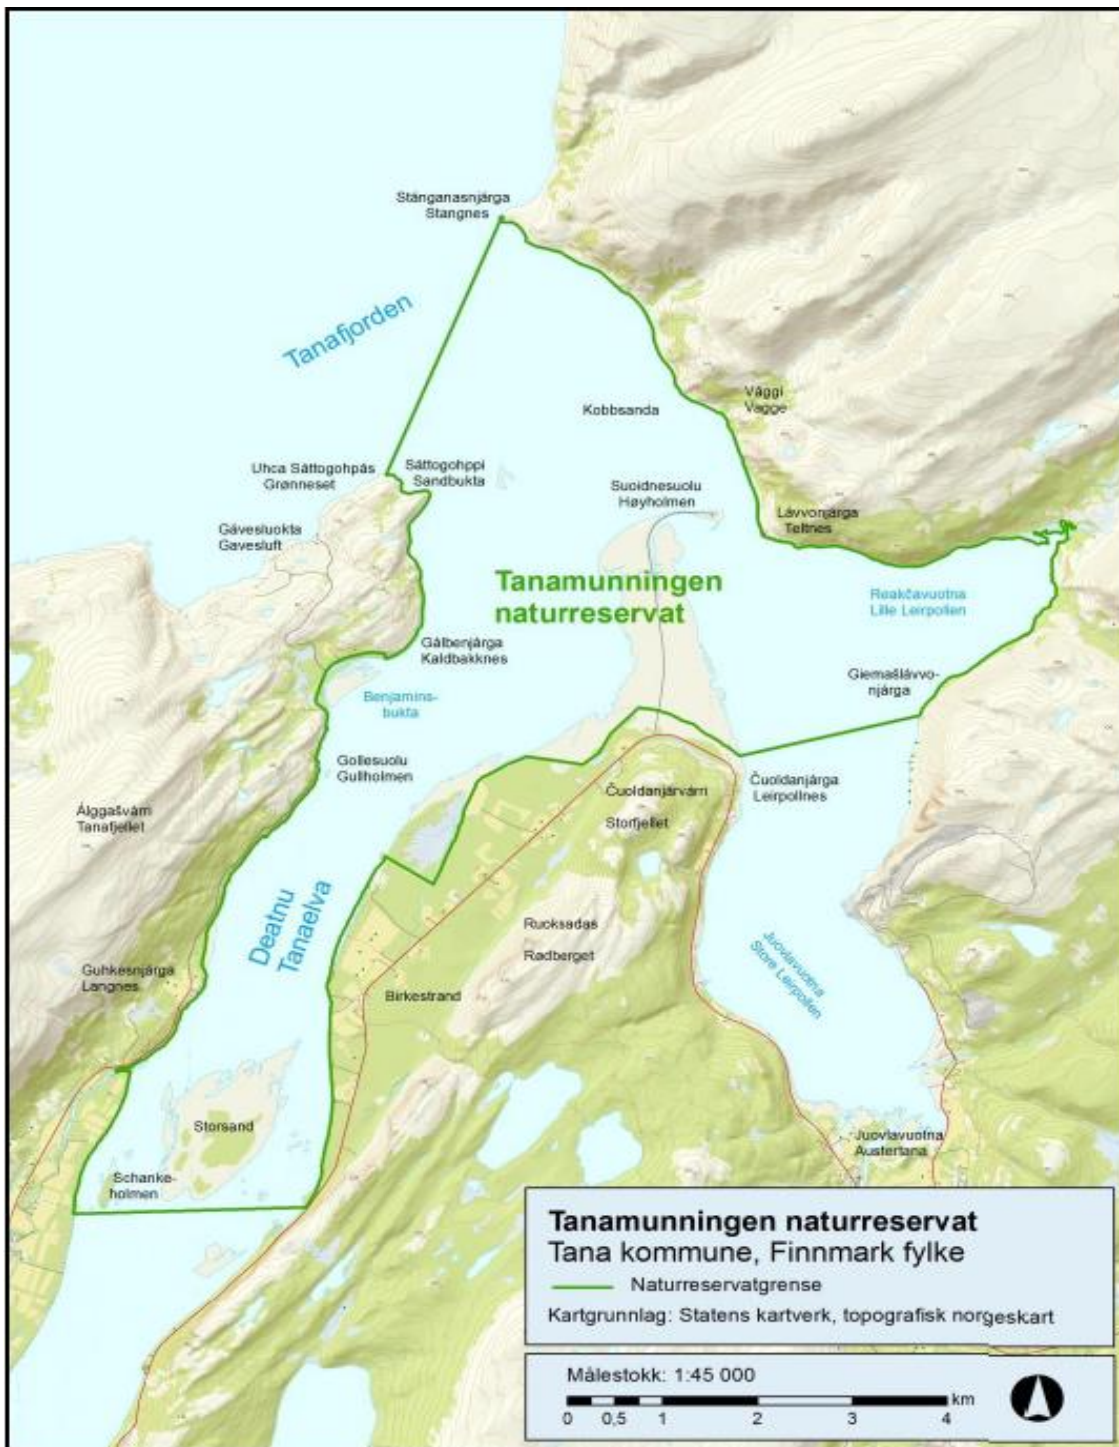 Stánganasnjárga
Stangnes
Tanafjorden
Kobbsanda
Våggi
Vagge
Uhca Sáttogohpás
Grønneset
Sáttogohppi
Sandbukta
Suoidnesuolu
Høyholmen
Lávvonjárga
Teltnes
Gávesluokta
Gavesluft
Tanamunningen
naturreservat
Reakčavuotna
Lille Leirpollen
Gálbenjárga
Kaldbakknes
Giemašlávvo-
njárga
Benjamins-
bukta
Gollesuolu
Gullholmen
Čuoldanjárga
Leirpollnes
Čuoldanjárvárri
Storfjellet
Álggašvárri
Tanafjellet
Deatnu
Tanaelva
Ruoksadas
Rødberget
Juovlavuotna
Store Leirpollen
Guhkesnjárga
Langnes
Birkestrand
Storsand
Juovlavuotna
Austertana
Schanke-
holmen
Tanamunningen naturreservat
Tana kommune, Finnmark fylke
Naturreservatgrense
Kartgrunnlag: Statens kartverk, topografisk norgeskart
Målestokk: 1:45 000
km
0 0,5 1 2 3 4